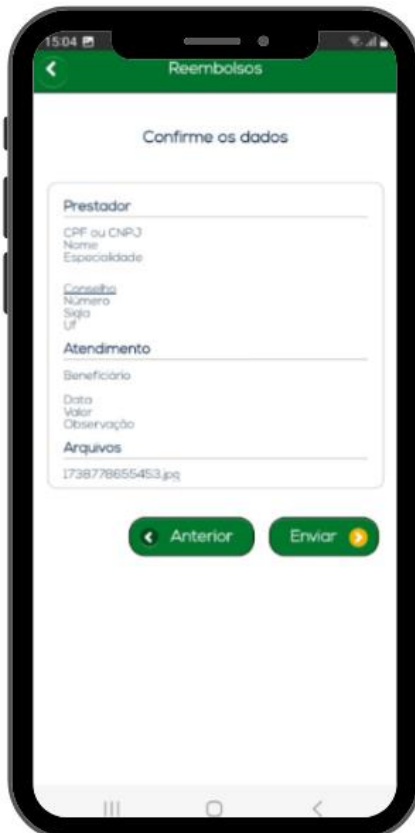 15:04
Reembolsos
Confirme os dados
Prestador
CPF ou CNPJ
Nome
Especialidade
Conselho
Número
Sigla
Uf
Atendimento
Beneficiário
Data
Valor
Observação
Arquivos
1738778655453.jpg
Anterior
Enviar